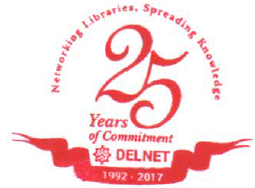 Networking Libraries, Spreading Knowledge
25
Years
of Commitment
DELNET
1992 - 2017